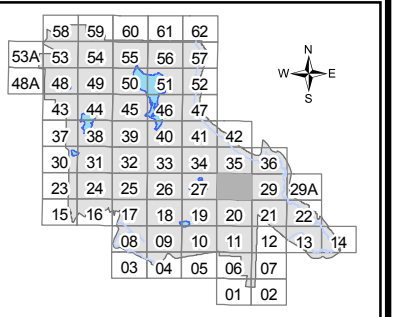 58 59 60 61 62
N
53A 53 54 55 56 57
W E
48A 48 49 50 51 52
S
43 44 45 46 47
37 38 39 40 41 42
30 31 32 33 34 35 36
23 24 25 26 27 29 29A
15 16 17 18 19 20 21 22
08 09 10 11 12 13 14
03 04 05 06 07
01 02